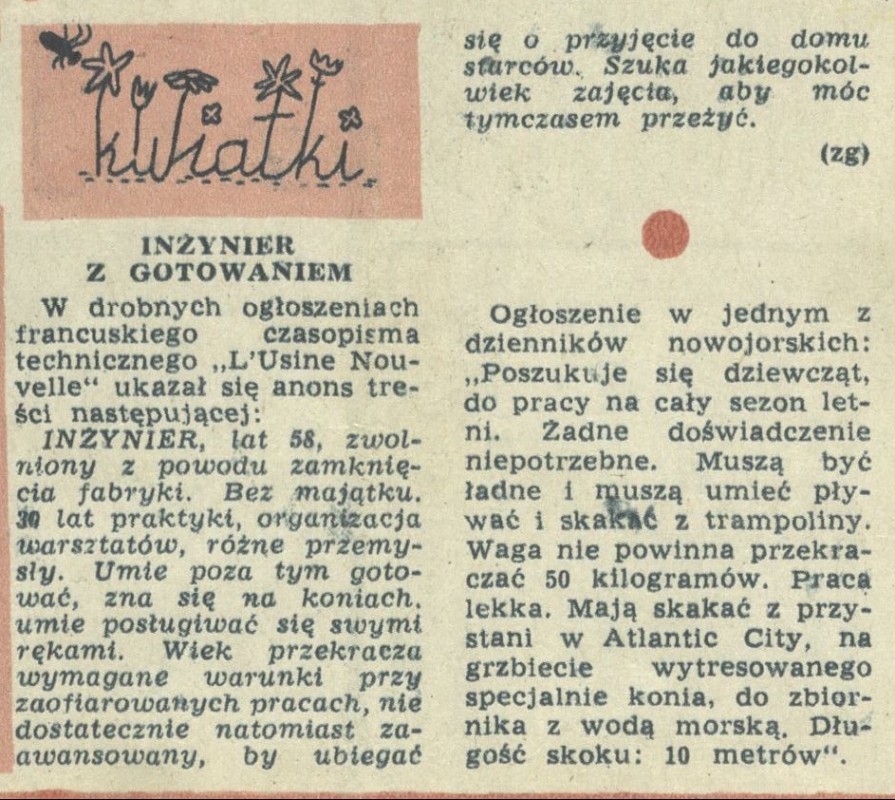 kwiatki
INŻYNIER
Z GOTOWANIEM
W drobnych ogłoszeniach
francuskiego czasopisma
technicznego „L'Usine Nou-
velle“ ukazał się anons tre-
ści następującej:
INŻYNIER, lat 58, zwol-
niony z powodu zamknię-
cia fabryki. Bez majątku.
30 lat praktyki, organizacja
warsztatów, różne przemy-
sły. Umie poza tym goto-
wać, zna się na koniach,
umie posługiwać się swymi
rękami. Wiek przekracza
wymagane warunki przy
zaofiarowanych pracach, nie
dostatecznie natomiast za-
awansowany, by ubiegać
się o przyjęcie do domu
starców. Szuka jakiegokol-
wiek zajęcia, aby móc
tymczasem przeżyć.
(zg)
Ogłoszenie w jednym z
dzienników nowojorskich:
„Poszukuje się dziewcząt,
do pracy na cały sezon let-
ni. Żadne doświadczenie
niepotrzebne. Muszą być
ładne i muszą umieć pły-
wać i skakać z trampoliny.
Waga nie powinna przekra-
czać 50 kilogramów. Praca
lekka. Mają skakać z przy-
stani w Atlantic City, na
grzbiecie wytresowanego
specjalnie konia, do zbior-
nika z wodą morską. Dłu-
gość skoku: 10 metrów“.